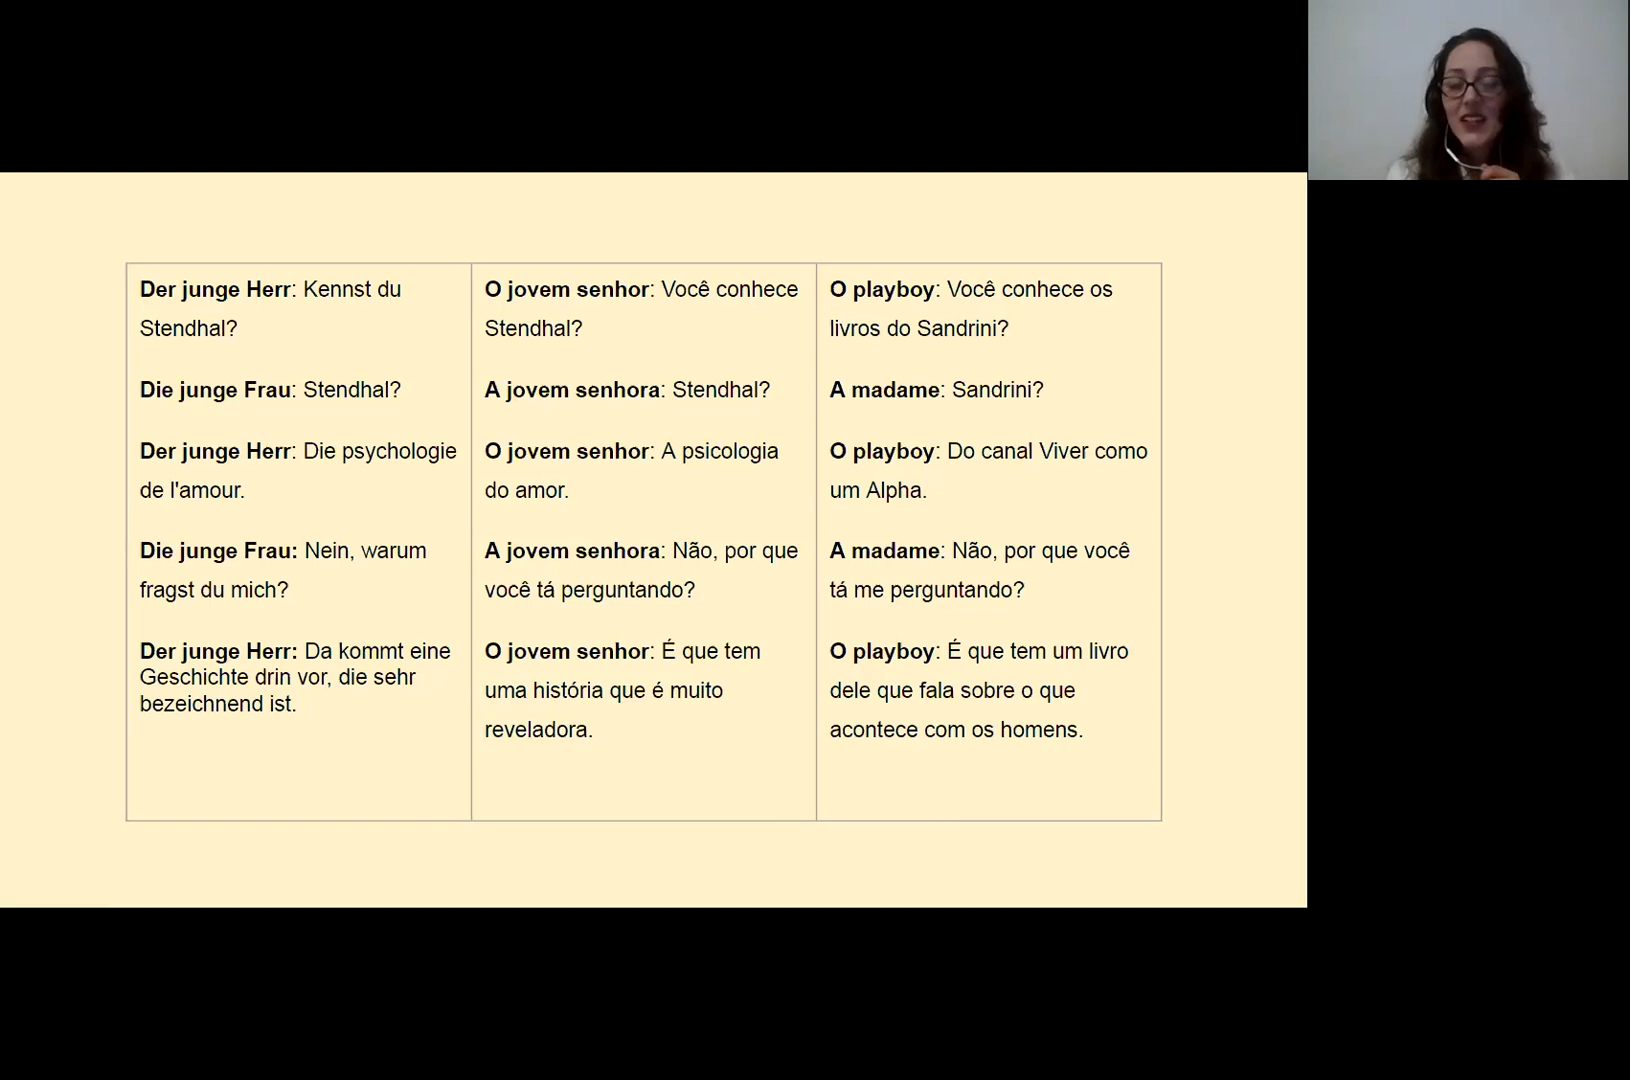 Der junge Herr: Kennst du
Stendhal?
Die junge Frau: Stendhal?
Der junge Herr: Die psychologie
de l'amour.
Die junge Frau: Nein, warum
fragst du mich?
Der junge Herr: Da kommt eine
Geschichte drin vor, die sehr
bezeichnend ist.
O jovem senhor: Você conhece
Stendhal?
A jovem senhora: Stendhal?
O jovem senhor: A psicologia
do amor.
A jovem senhora: Não, por que
você tá perguntando?
O jovem senhor: É que tem
uma história que é muito
reveladora.
O playboy: Você conhece os
livros do Sandrini?
A madame: Sandrini?
O playboy: Do canal Viver como
um Alpha.
A madame: Não, por que você
tá me perguntando?
O playboy: É que tem um livro
dele que fala sobre o que
acontece com os homens.